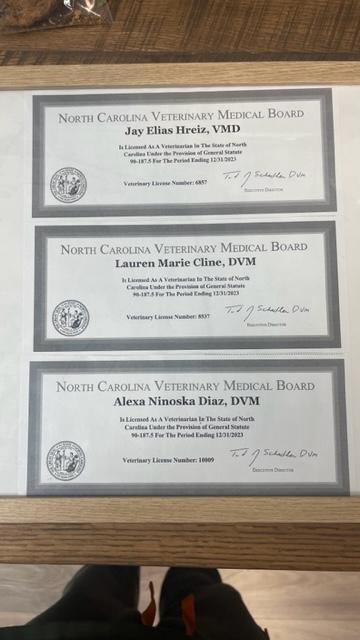 NORTH CAROLINA VETERINARY MEDICAL BOARD
Jay Elias Hreiz, VMD
Is Licensed As A Veterinarian In The State of North
Carolina Under the Provision of General Statute
90-187.5 For The Period Ending 12/31/2023
Veterinary License Number: 6857
EXECUTIVE DIRECTOR
NORTH CAROLINA VETERINARY MEDICAL BOARD
Lauren Marie Cline, DVM
Is Licensed As A Veterinarian In The State of North
Carolina Under the Provision of General Statute
90-187.5 For The Period Ending 12/31/2023
Veterinary License Number: 8537
EXECUTIVE DIRECTOR
NORTH CAROLINA VETERINARY MEDICAL BOARD
Alexa Ninoska Diaz, DVM
Is Licensed As A Veterinarian In The State of North
Carolina Under the Provision of General Statute
90-187.5 For The Period Ending 12/31/2023
Veterinary License Number: 10009
EXECUTIVE DIRECTOR